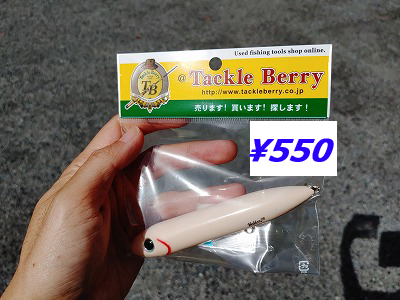 Used fishing tools shop online.
TB
@ Tackle Berry
http://www.tackleberry.co.jp
売ります! 買います! 探します!
¥550